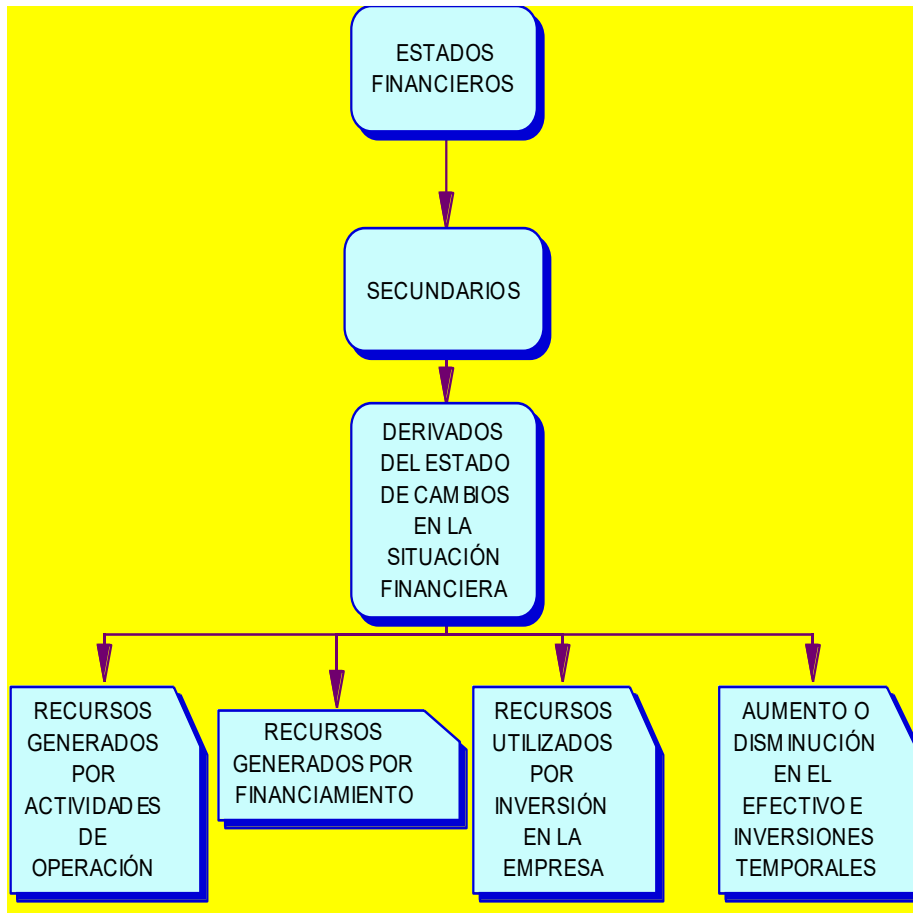 ESTADOS
FINANCIEROS
SECUNDARIOS
DERIVADOS
DEL ESTADO
DE CAMBIOS
EN LA
SITUACIÓN
FINANCIERA
RECURSOS
GENERADOS
POR
ACTIVIDADES
DE
OPERACIÓN
RECURSOS
GENERADOS POR
FINANCIAMIENTO
RECURSOS
UTILIZADOS
POR
INVERSIÓN
EN LA
EMPRESA
AUMENTO O
DISMINUCIÓN
EN EL
EFECTIVO E
INVERSIONES
TEMPORALES